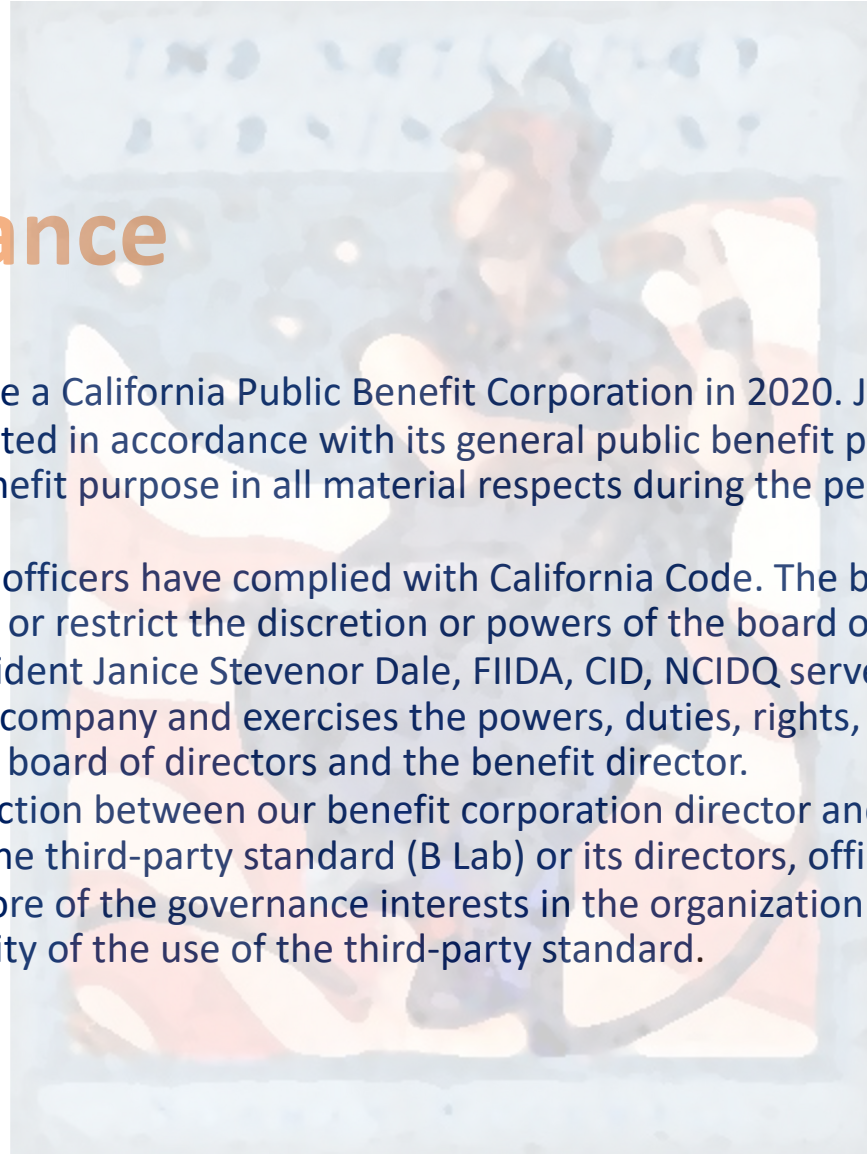 ance
e a California Public Benefit Corporation in 2020. J
ted in accordance with its general public benefit p
nefit purpose in all material respects during the pe
officers have complied with California Code. The b
or restrict the discretion or powers of the board o
ident Janice Stevenor Dale, FIIDA, CID, NCIDQ serve
company and exercises the powers, duties, rights,
board of directors and the benefit director.
ction between our benefit corporation director and
he third-party standard (B Lab) or its directors, offi
ore of the governance interests in the organization
ity of the use of the third-party standard.